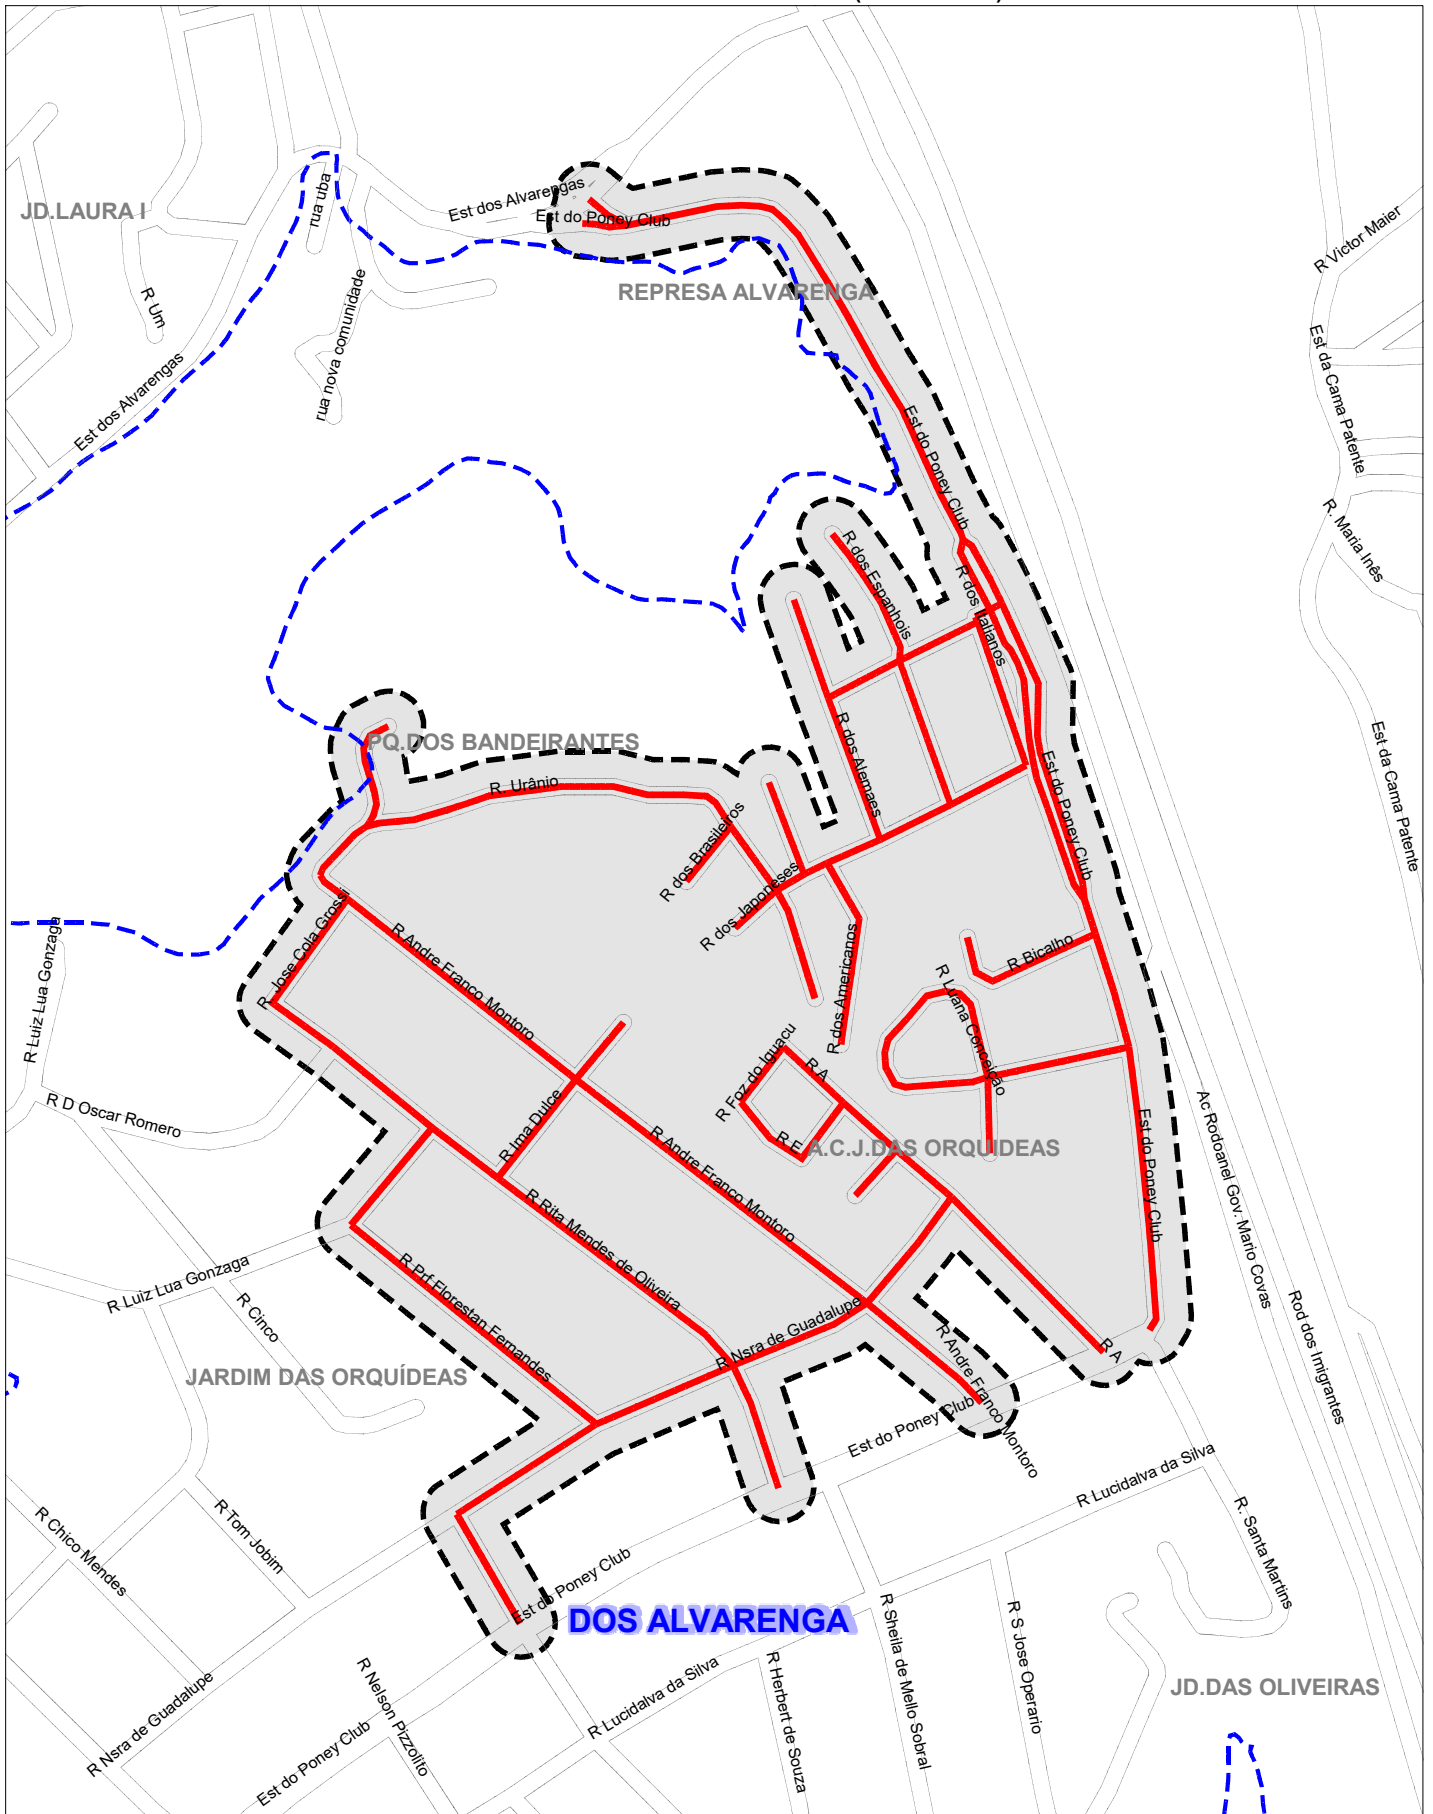 JD.LAURA I
rua uba
Est dos Alvarengas
Est do Poney Club
R Victor Maier
REPRESA ALVARENGA
R Um
rua nova comunidade
Est dos Alvarengas
Est da Cama Patente
Est do Poney Club
R. Maria Inês
R dos Espanhois
R dos Italianos
PQ.DOS BANDEIRANTES
R dos Alemaes
Est do Poney Club
Est da Cama Patente
R. Urânio
R dos Brasileiros
R dos Japoneses
R Jose Cola Grossi
R Andre Franco Montoro
R dos Americanos
R Bicalho
R Luana Conceição
R Luiz Lua Gonzaga
R Foz do Iguacu
R A
R D Oscar Romero
R Ima Dulce
R Andre Franco Montoro
R E
A.C.J.DAS ORQUIDEAS
Est do Poney Club
Ac Rodoanel Gov. Mario Covas
R Rita Mendes de Oliveira
R Luiz Lua Gonzaga
R Prf Florestan Fernandes
R Cinco
R Nsra de Guadalupe
R Andre Franco Montoro
R A
Rod dos Imigrantes
JARDIM DAS ORQUÍDEAS
Est do Poney Club
R Lucidalva da Silva
R Chico Mendes
R Tom Jobim
R. Santa Martins
Est do Poney Club
DOS ALVARENGA
R Sheila de Mello Sobral
R S Jose Operario
R Nsra de Guadalupe
R Nelson Pizzolito
R Lucidalva da Silva
R Herbert de Souza
JD.DAS OLIVEIRAS
Est do Poney Club